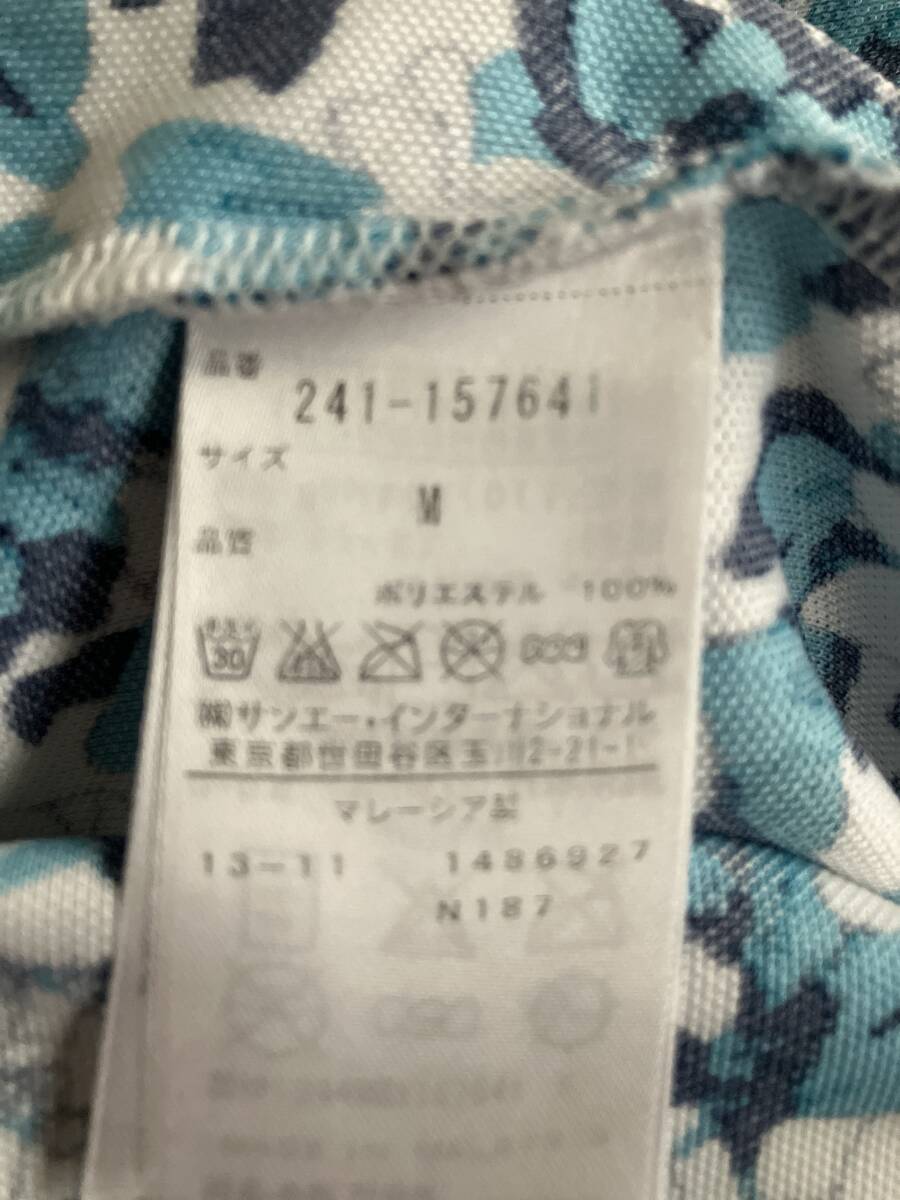 品番
241-157641
サイズ
M
品質
ポリエステル 100%
30
㈱サンエー・インターナショナル
東京都世田谷区玉川2-21-1
マレーシア製
13-11 1486927
N187